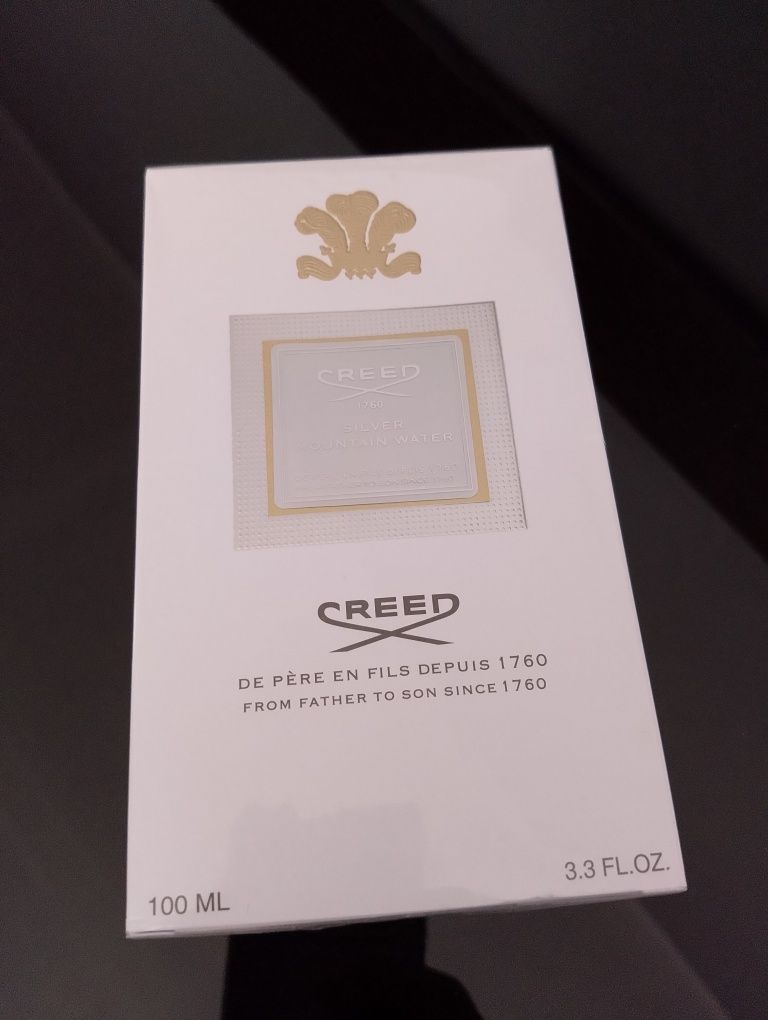 CREED
1760
SILVER
MOUNTAIN WATER
CREED
DE PÈRE EN FILS DEPUIS 1760
FROM FATHER TO SON SINCE 1760
100 ML
3.3 FL.OZ.